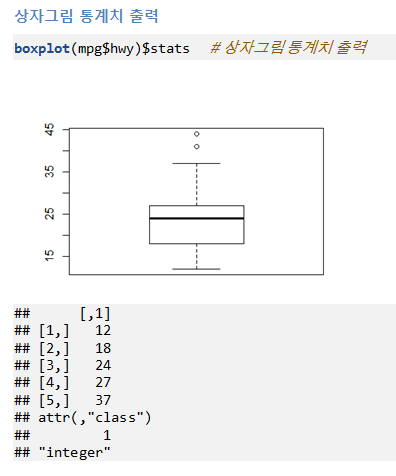 상자그림 통계치 출력
boxplot(mpg$hwy)$stats  # 상자그림 통계치 출력
45
35
25
15
##      [,1]
## [1,]   12
## [2,]   18
## [3,]   24
## [4,]   27
## [5,]   37
## attr(,"class")
##         1
## "integer"